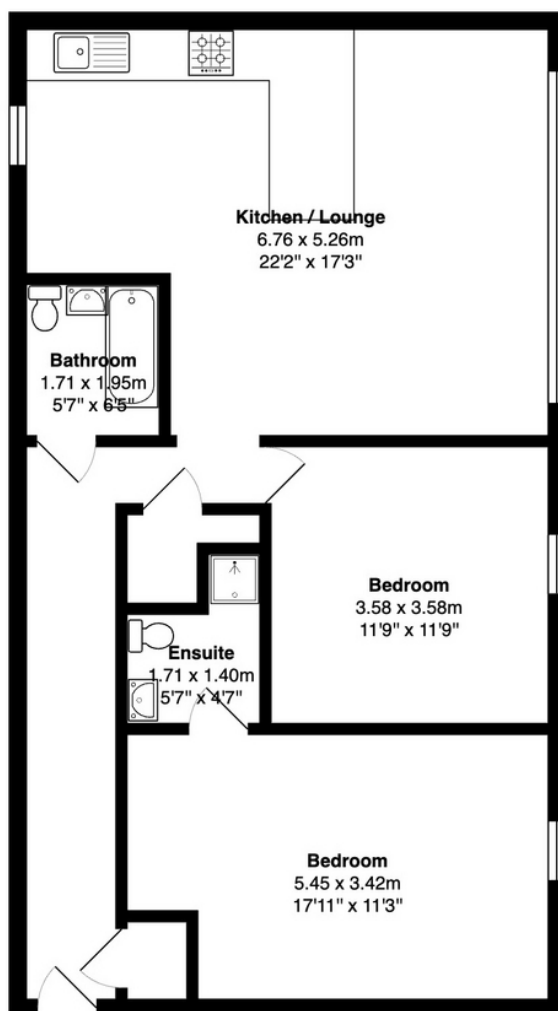 Kitchen / Lounge
6.76 x 5.26m
22'2" x 17'3"
Bathroom
1.71 x 1.95m
5'7" x 6'5"
Bedroom
3.58 x 3.58m
11'9" x 11'9"
Ensuite
1.71 x 1.40m
5'7" x 4'7"
Bedroom
5.45 x 3.42m
17'11" x 11'3"